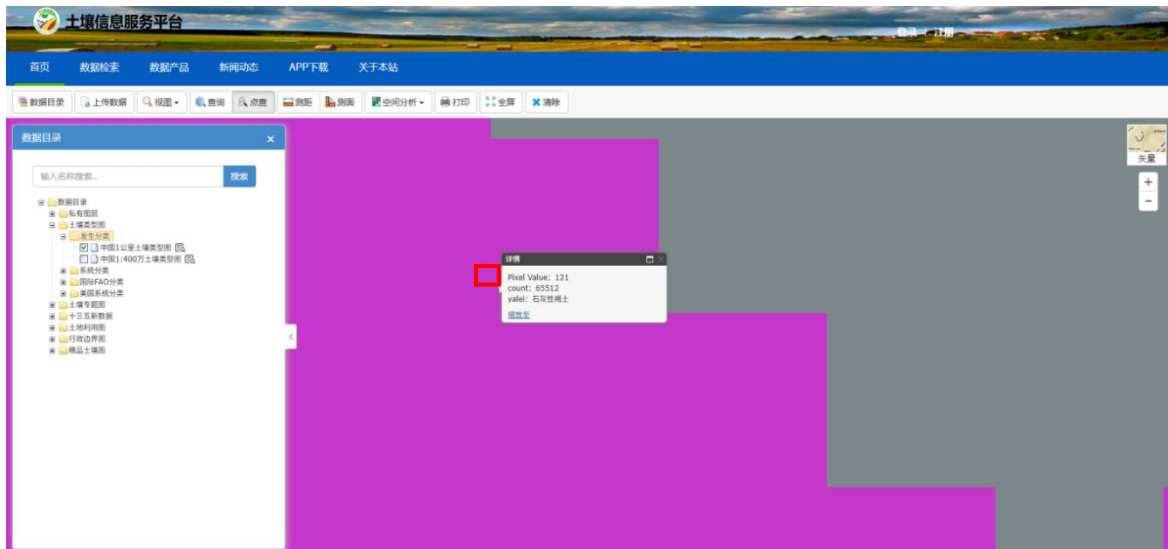 土壤信息服务平台
登录 | 注册
首页 数据检索 数据产品 新闻动态 APP下载 关于本站
数据目录 上传数据 视图 查询 点查 测距 测面 空间分析 打印 全屏 清除
数据目录
输入名称搜索...
搜索
数据目录
私有图层
土壤类型图
发生分类
中国1公里土壤类型图
中国1:400万土壤类型图
系统分类
国际FAO分类
美国系统分类
土壤专题图
十三五新数据
土地利用图
行政边界图
精品土壤图
详情
Pixel Value: 121
count: 65512
yalei: 石灰性褐土
缩放至
矢量